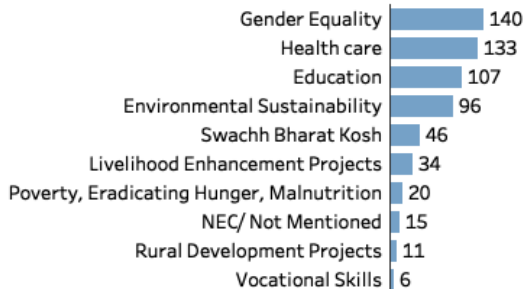 Gender Equality 140
Health care 133
Education 107
Environmental Sustainability 96
Swachh Bharat Kosh 46
Livelihood Enhancement Projects 34
Poverty, Eradicating Hunger, Malnutrition 20
NEC/ Not Mentioned 15
Rural Development Projects 11
Vocational Skills 6